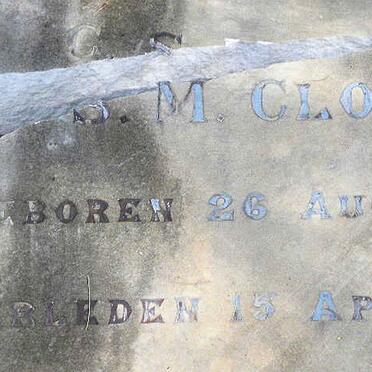 S. M. CLO
EBOREN 26 AU
RLEDEN 15 AP